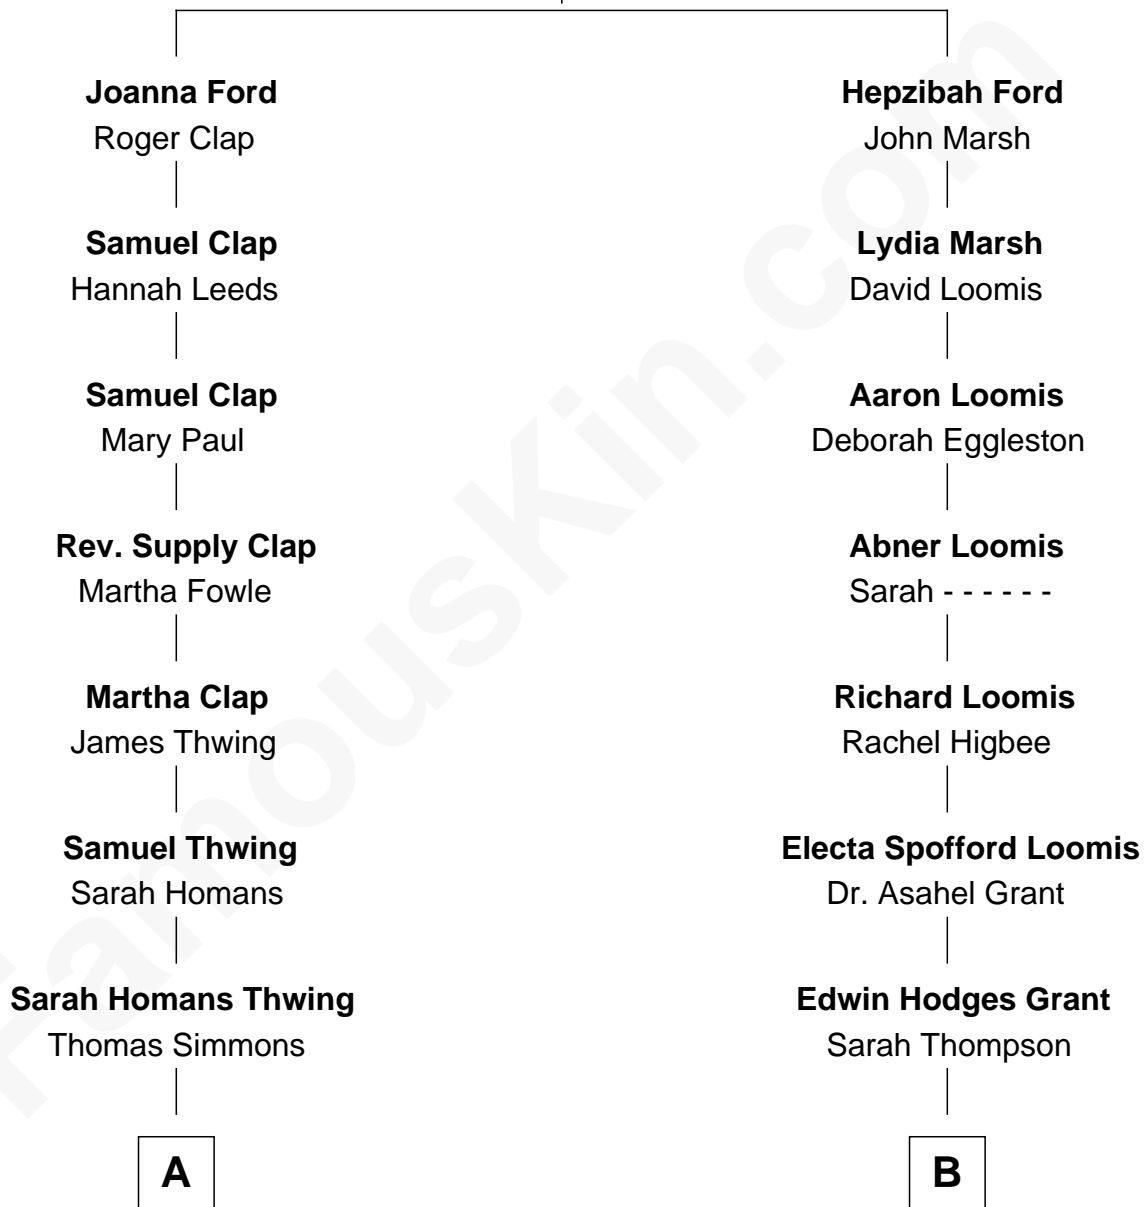 Joanna Ford
Roger Clap
Samuel Clap
Hannah Leeds
Samuel Clap
Mary Paul
Rev. Supply Clap
Martha Fowle
Martha Clap
James Thwing
Samuel Thwing
Sarah Homans
Sarah Homans Thwing
Thomas Simmons
A
Hepzibah Ford
John Marsh
Lydia Marsh
David Loomis
Aaron Loomis
Deborah Eggleston
Abner Loomis
Sarah - - - - - -
Richard Loomis
Rachel Higbee
Electa Spofford Loomis
Dr. Asahel Grant
Edwin Hodges Grant
Sarah Thompson
B
FamousKin.com